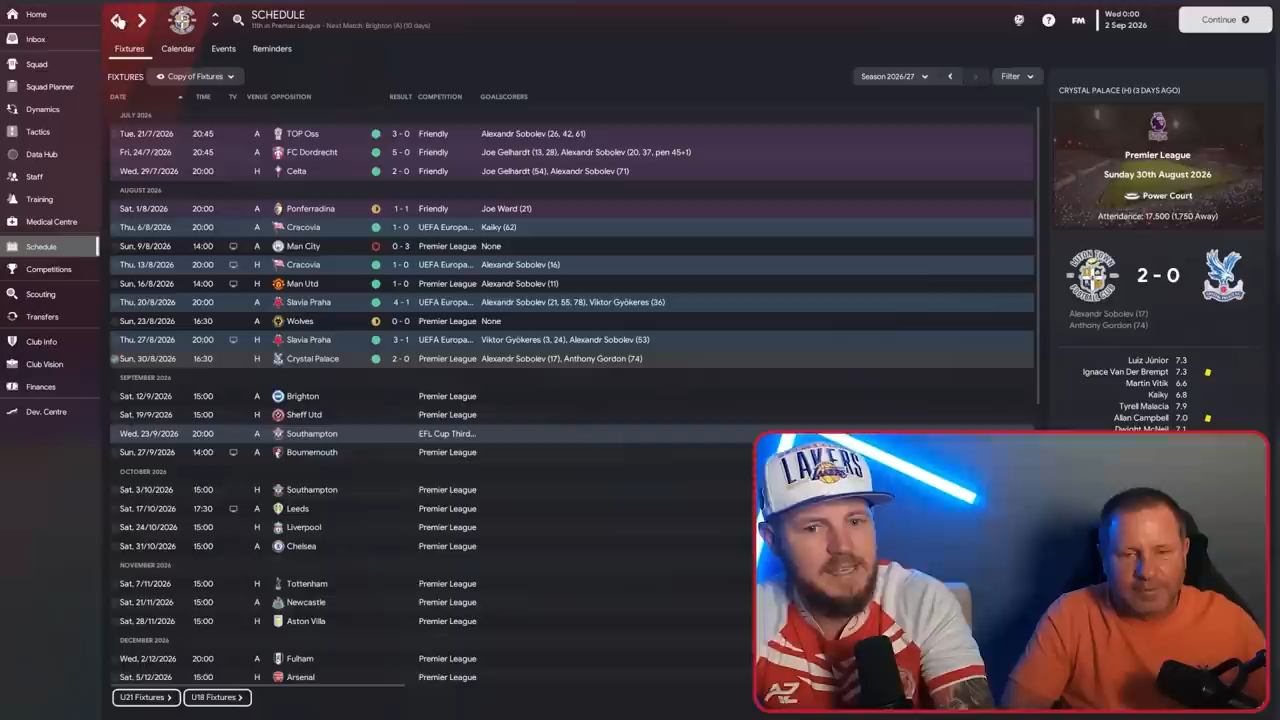 Home
Inbox
Squad
Squad Planner
Dynamics
Tactics
Data Hub
Staff
Training
Medical Centre
Schedule
Competitions
Scouting
Transfers
Club Info
Club Vision
Finances
Dev. Centre
SCHEDULE
11th in Premier League - Next Match: Brighton (A) (10 days)
FM
Wed 0:00
2 Sep 2026
Continue
Fixtures Calendar Events Reminders
FIXTURES Copy of Fixtures Season 2026/27 Filter
DATE TIME TV VENUE OPPOSITION RESULT COMPETITION GOALSCORERS
JULY 2026
Tue, 21/7/2026 20:45 A TOP Oss 3 - 0 Friendly Alexandr Sobolev (26, 42, 61)
Fri, 24/7/2026 20:45 A FC Dordrecht 5 - 0 Friendly Joe Gelhardt (13, 28), Alexandr Sobolev (20, 37, pen 45+1)
Wed, 29/7/2026 20:00 H Celta 2 - 0 Friendly Joe Gelhardt (54), Alexandr Sobolev (71)
AUGUST 2026
Sat, 1/8/2026 20:00 A Ponferradina 1 - 1 Friendly Joe Ward (21)
Thu, 6/8/2026 20:00 A Cracovia 1 - 0 UEFA Europa... Kaiky (62)
Sun, 9/8/2026 14:00 A Man City 0 - 3 Premier League None
Thu, 13/8/2026 20:00 H Cracovia 1 - 0 UEFA Europa... Alexandr Sobolev (16)
Sun, 16/8/2026 14:00 H Man Utd 1 - 0 Premier League Alexandr Sobolev (11)
Thu, 20/8/2026 20:00 A Slavia Praha 4 - 1 UEFA Europa... Alexandr Sobolev (21, 55, 78), Viktor Gyökeres (36)
Sun, 23/8/2026 16:30 A Wolves 0 - 0 Premier League None
Thu, 27/8/2026 20:00 H Slavia Praha 3 - 1 UEFA Europa... Viktor Gyökeres (3, 24), Alexandr Sobolev (53)
Sun, 30/8/2026 16:30 H Crystal Palace 2 - 0 Premier League Alexandr Sobolev (17), Anthony Gordon (74)
SEPTEMBER 2026
Sat, 12/9/2026 15:00 A Brighton Premier League
Sat, 19/9/2026 15:00 H Sheff Utd Premier League
Wed, 23/9/2026 20:00 A Southampton EFL Cup Third...
Sun, 27/9/2026 14:00 A Bournemouth Premier League
OCTOBER 2026
Sat, 3/10/2026 15:00 H Southampton Premier League
Sat, 17/10/2026 17:30 A Leeds Premier League
Sat, 24/10/2026 15:00 H Liverpool Premier League
Sat, 31/10/2026 15:00 A Chelsea Premier League
NOVEMBER 2026
Sat, 7/11/2026 15:00 H Tottenham Premier League
Sat, 21/11/2026 15:00 A Newcastle Premier League
Sat, 28/11/2026 15:00 H Aston Villa Premier League
DECEMBER 2026
Wed, 2/12/2026 20:00 A Fulham Premier League
Sat, 5/12/2026 15:00 H Arsenal Premier League
U21 Fixtures U18 Fixtures
CRYSTAL PALACE (H) (3 DAYS AGO)
Premier League
Sunday 30th August 2026
Power Court
Attendance: 17,500 (1,750 Away)
2 - 0
Alexandr Sobolev (17)
Anthony Gordon (74)
Luiz Júnior 7.3
Ignace Van Der Brempt 7.3
Martin Vitik 6.6
Kaiky 6.8
Tyrell Malacia 7.9
Allan Campbell 7.0
Dwight McNeil 7.1
LAKERS
AZ